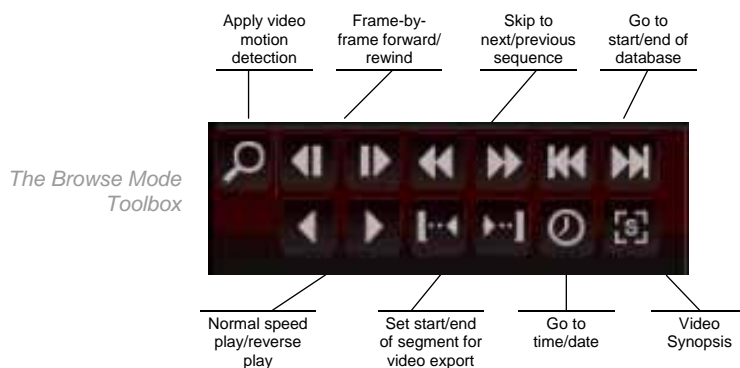 Apply video
motion
detection
Frame-by-
frame forward/
rewind
Skip to
next/previous
sequence
Go to
start/end of
database
The Browse Mode
Toolbox
S
Normal speed
play/reverse
play
Set start/end
of segment for
video export
Go to
time/date
Video
Synopsis